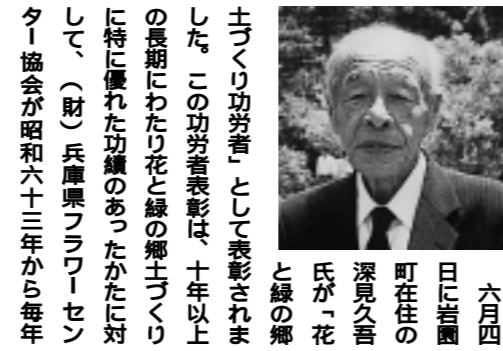 六月四
日に岩園
町在住の
深見久吾
氏が「花
と緑の郷
土づくり功労者」として表彰されま
した。この功労者表彰は、十年以上
の長期にわたり花と緑の郷土づくり
に特に優れた功績のあったかたに対
して、（財）兵庫県フラワーセン
ター協会が昭和六十三年から毎年